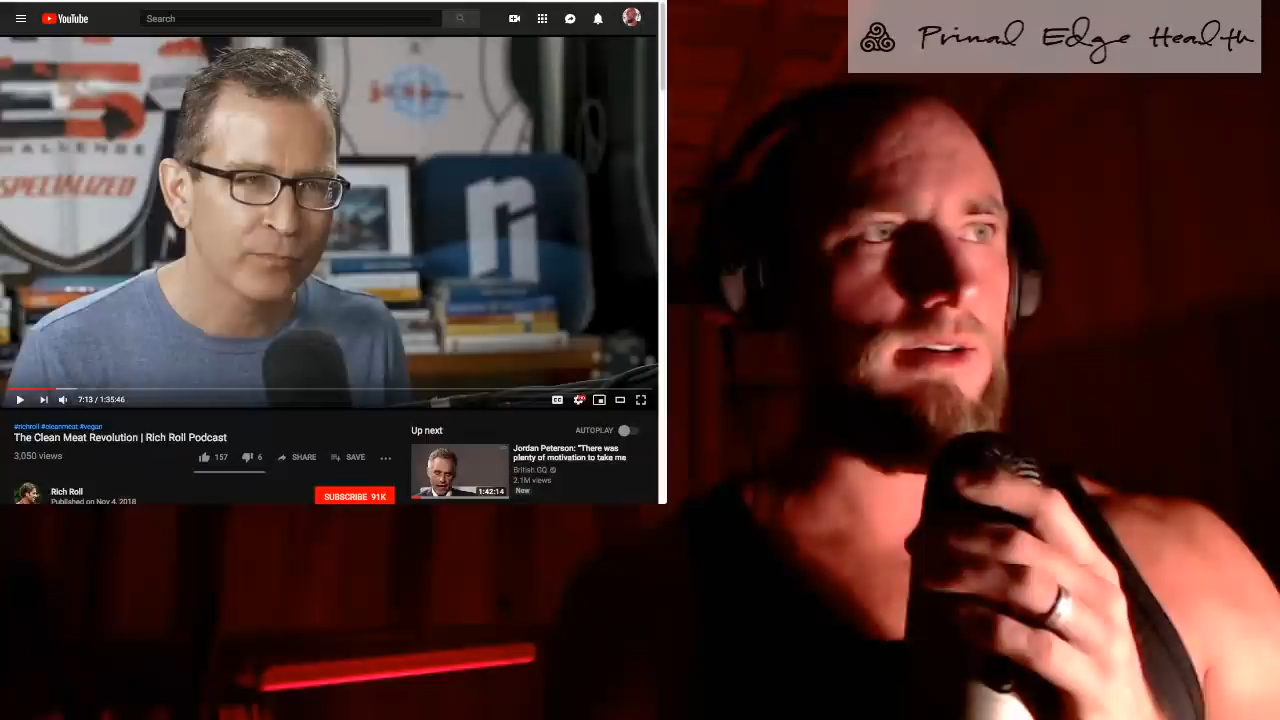 YouTube
Search
Primal Edge Health
CHALLENGE
SPECIALIZED
n
7:13 / 1:35:46
CC
#richroll #cleanmeat #vegan
The Clean Meat Revolution | Rich Roll Podcast
3,050 views
157
6
SHARE
SAVE
Rich Roll
Published on Nov 4, 2018
SUBSCRIBE 91K
Up next
AUTOPLAY
Jordan Peterson: "There was
plenty of motivation to take me
British GQ
2.1M views
New
1:42:14